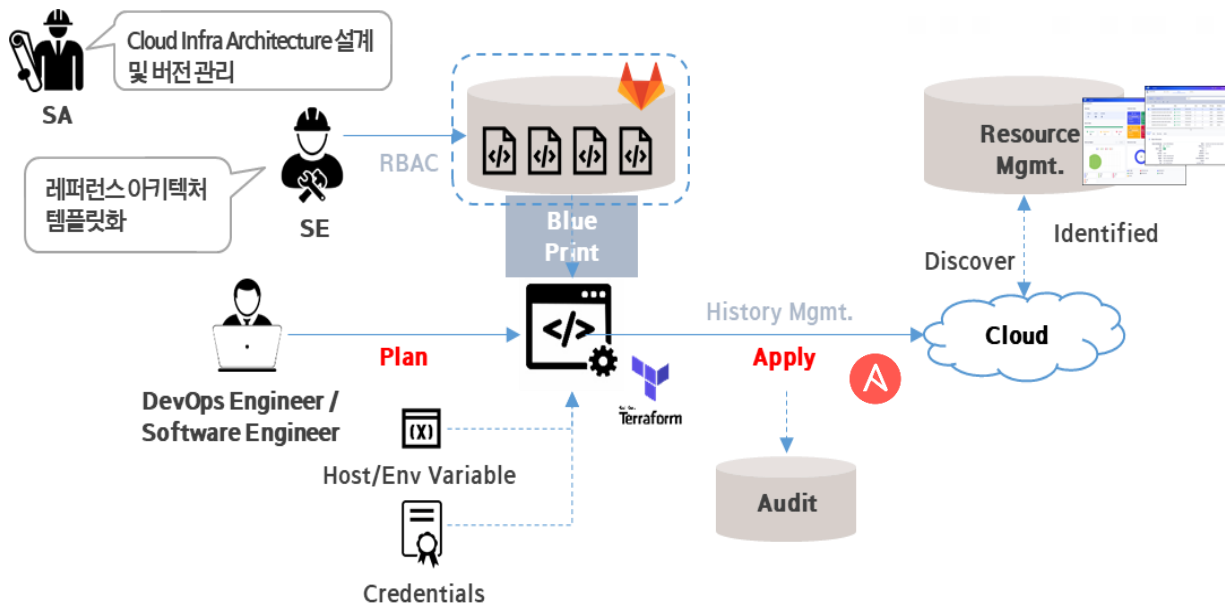 Cloud Infra Architecture 설계
및 버전 관리
SA
RBAC
레퍼런스 아키텍처
템플릿화
SE
Blue
Print
Resource
Mgmt.
Identified
Discover
Cloud
History Mgmt.
Plan
Apply
DevOps Engineer /
Software Engineer
Terraform
(X)
Host/Env Variable
Audit
Credentials